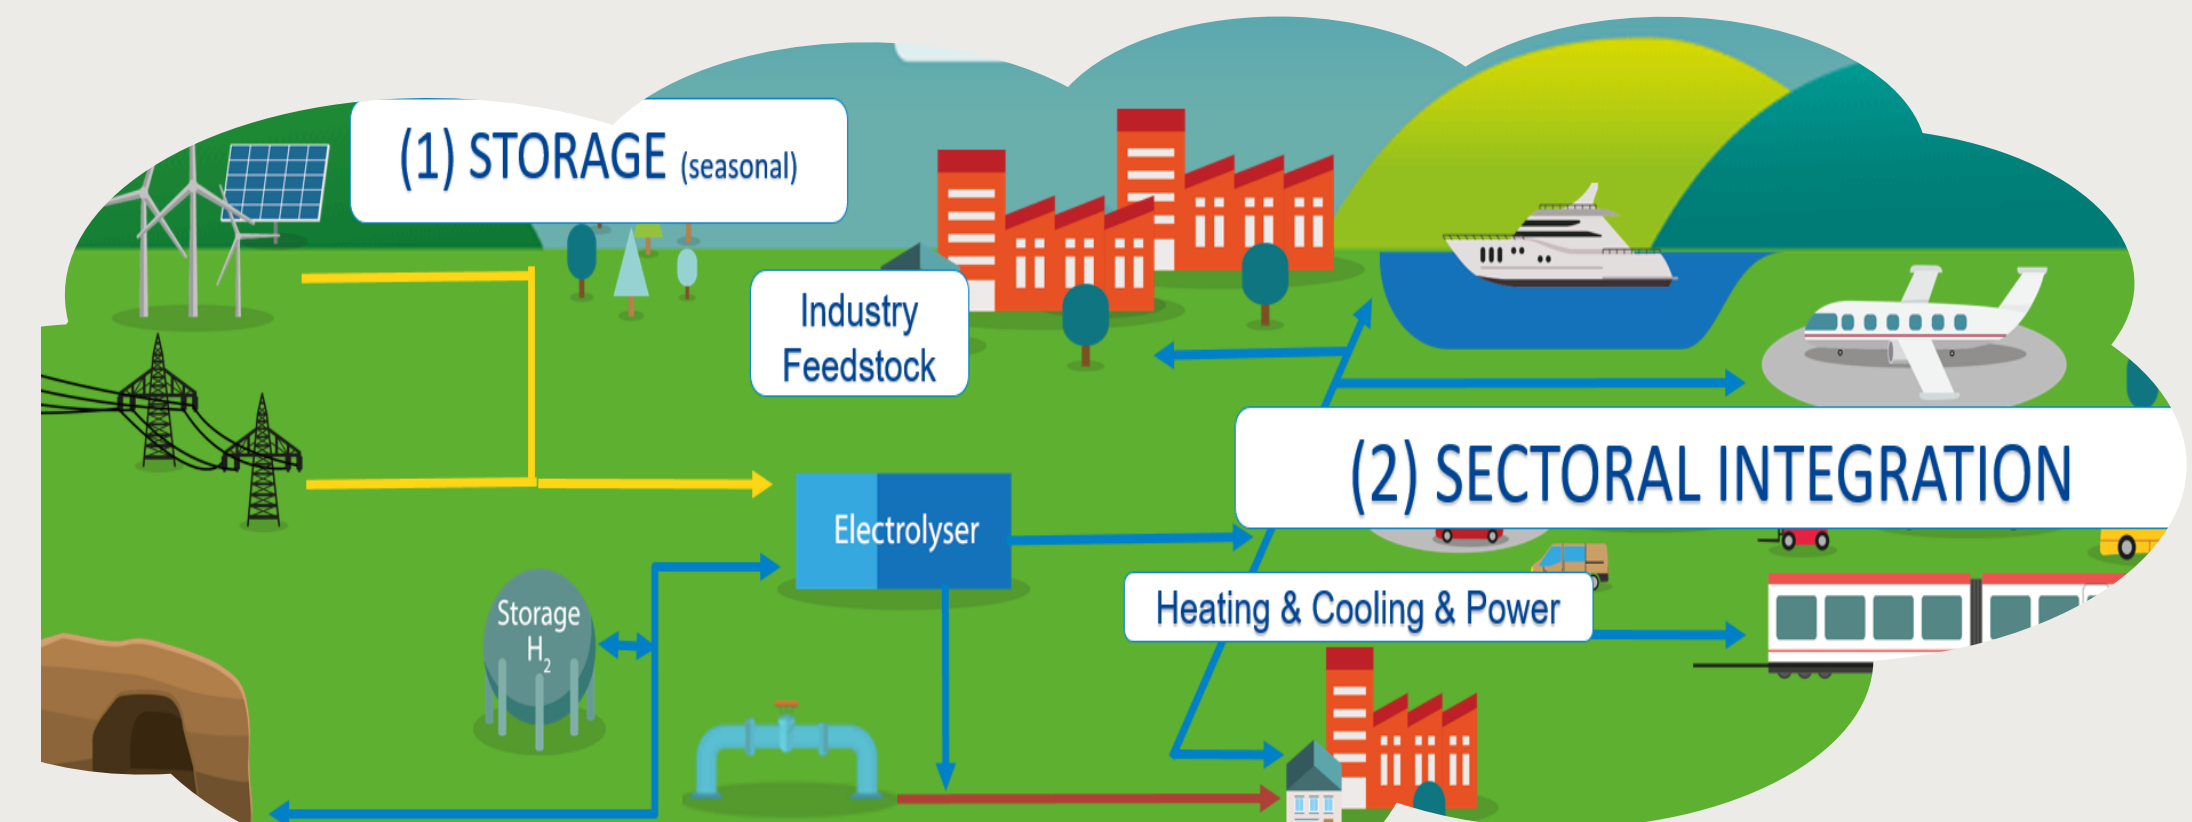 (1) STORAGE (seasonal)
Industry
Feedstock
(2) SECTORAL INTEGRATION
Electrolyser
Heating & Cooling & Power
Storage
H₂